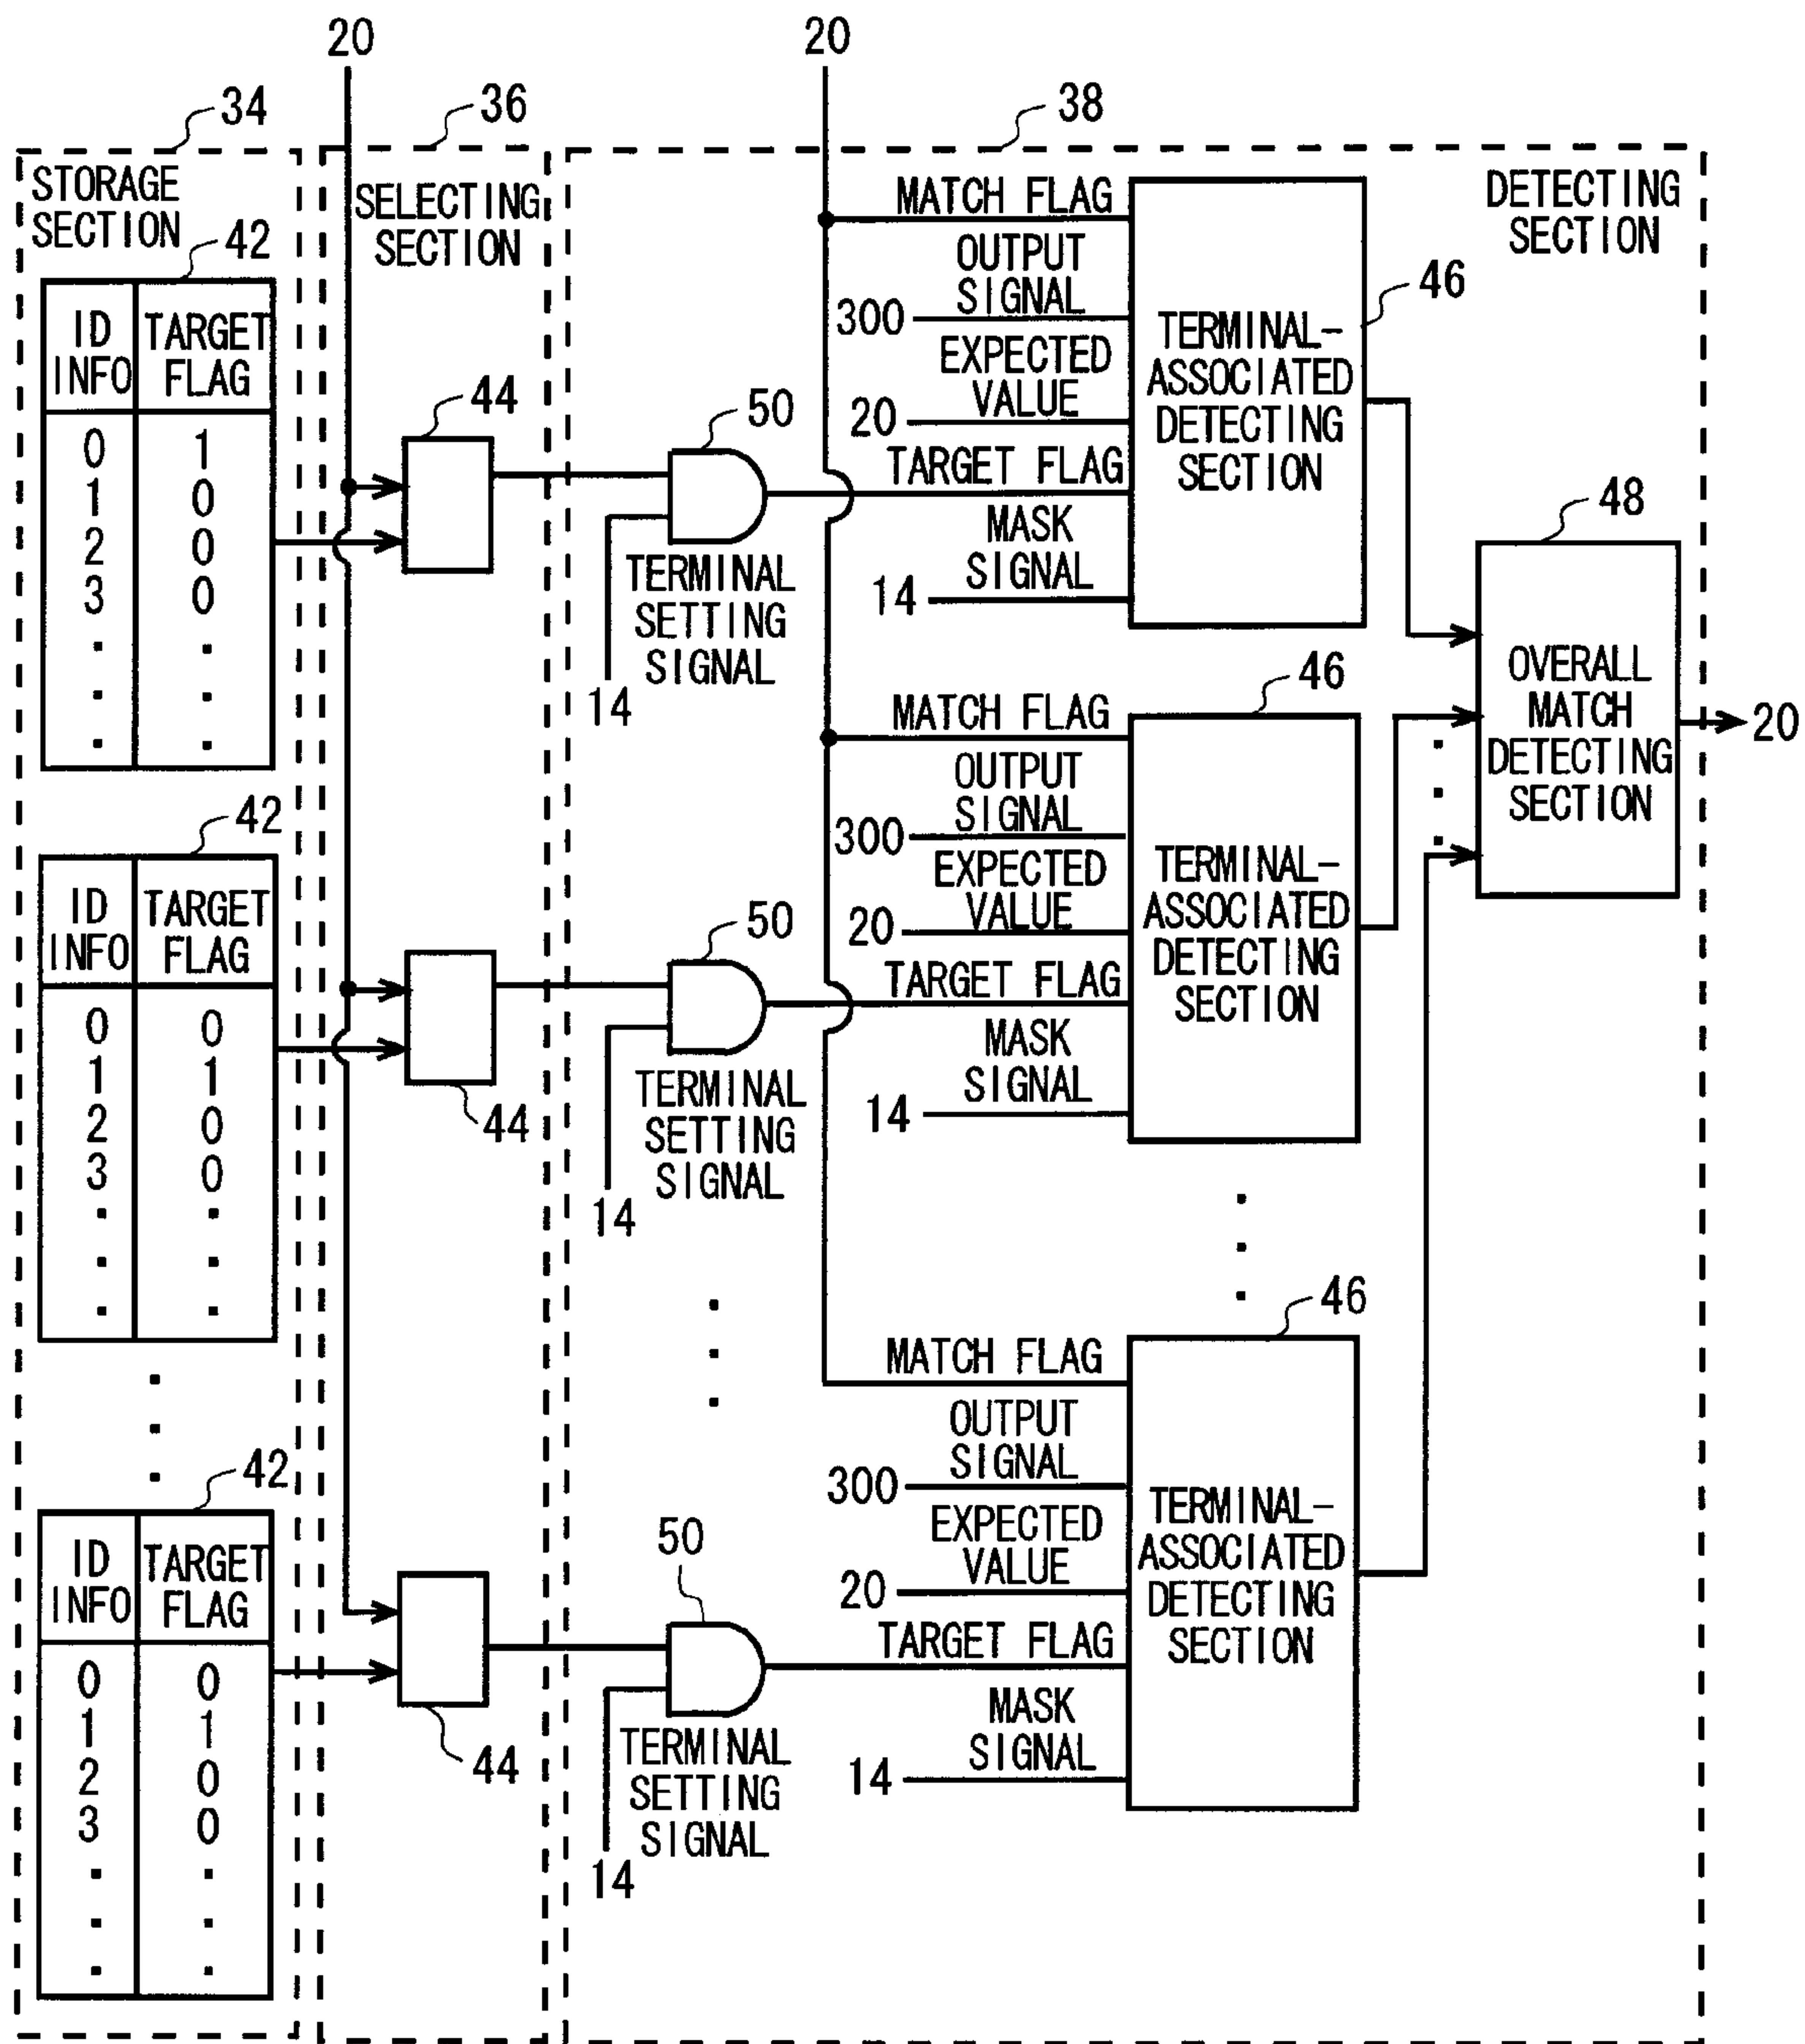 20
20
34
36
38
STORAGE
SECTION
SELECTING
SECTION
DETECTING
SECTION
42
ID
INFO
TARGET
FLAG
0 1
1 0
2 0
3 0
44
50
TERMINAL
SETTING
SIGNAL
14
MATCH FLAG
OUTPUT
SIGNAL
300
EXPECTED
VALUE
20
TARGET FLAG
MASK
SIGNAL
14
TERMINAL-
ASSOCIATED
DETECTING
SECTION
46
48
OVERALL
MATCH
DETECTING
SECTION
20
42
ID
INFO
TARGET
FLAG
0 0
1 1
2 0
3 0
44
50
TERMINAL
SETTING
SIGNAL
14
MATCH FLAG
OUTPUT
SIGNAL
300
EXPECTED
VALUE
20
TARGET FLAG
MASK
SIGNAL
14
TERMINAL-
ASSOCIATED
DETECTING
SECTION
46
42
ID
INFO
TARGET
FLAG
0 0
1 1
2 0
3 0
44
50
TERMINAL
SETTING
SIGNAL
14
MATCH FLAG
OUTPUT
SIGNAL
300
EXPECTED
VALUE
20
TARGET FLAG
MASK
SIGNAL
14
TERMINAL-
ASSOCIATED
DETECTING
SECTION
46